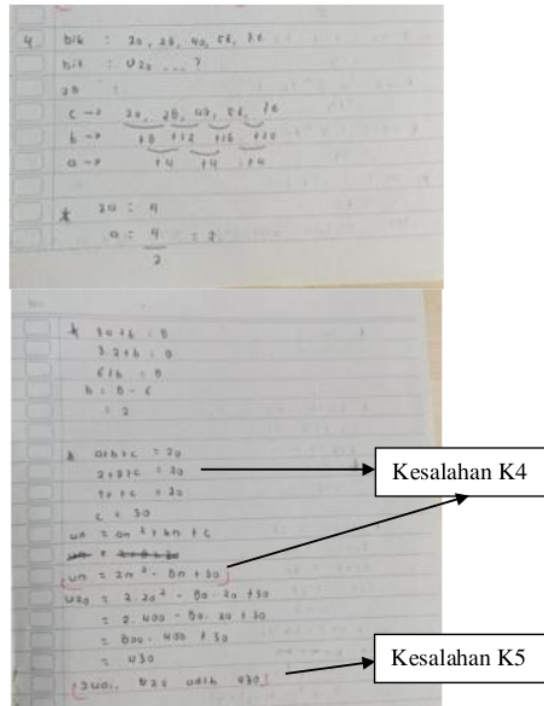 4 Dik : 20, 28, 40, 56, 76
Dit : U20 ... ?
c → 20, 28, 40, 56, 76
b → +8 +12 +16 +20
a → +4 +4 +4
* 2a = 4
a = 4/2 = 2
* 3a+b = 8
3.2+b = 8
6+b = 8
b = 8 - 6
= 2
* a+b+c = 20
2+8+c = 20
10+c = 20
c = 30
Kesalahan K4
un = an² + bn + c
un = 2n² - 8n + 30
u20 = 2.20² - 80.20 + 30
= 2.400 - 80.20 + 30
= 800 - 400 + 30
= 430
Kesalahan K5
Jadi, U20 adlh 430